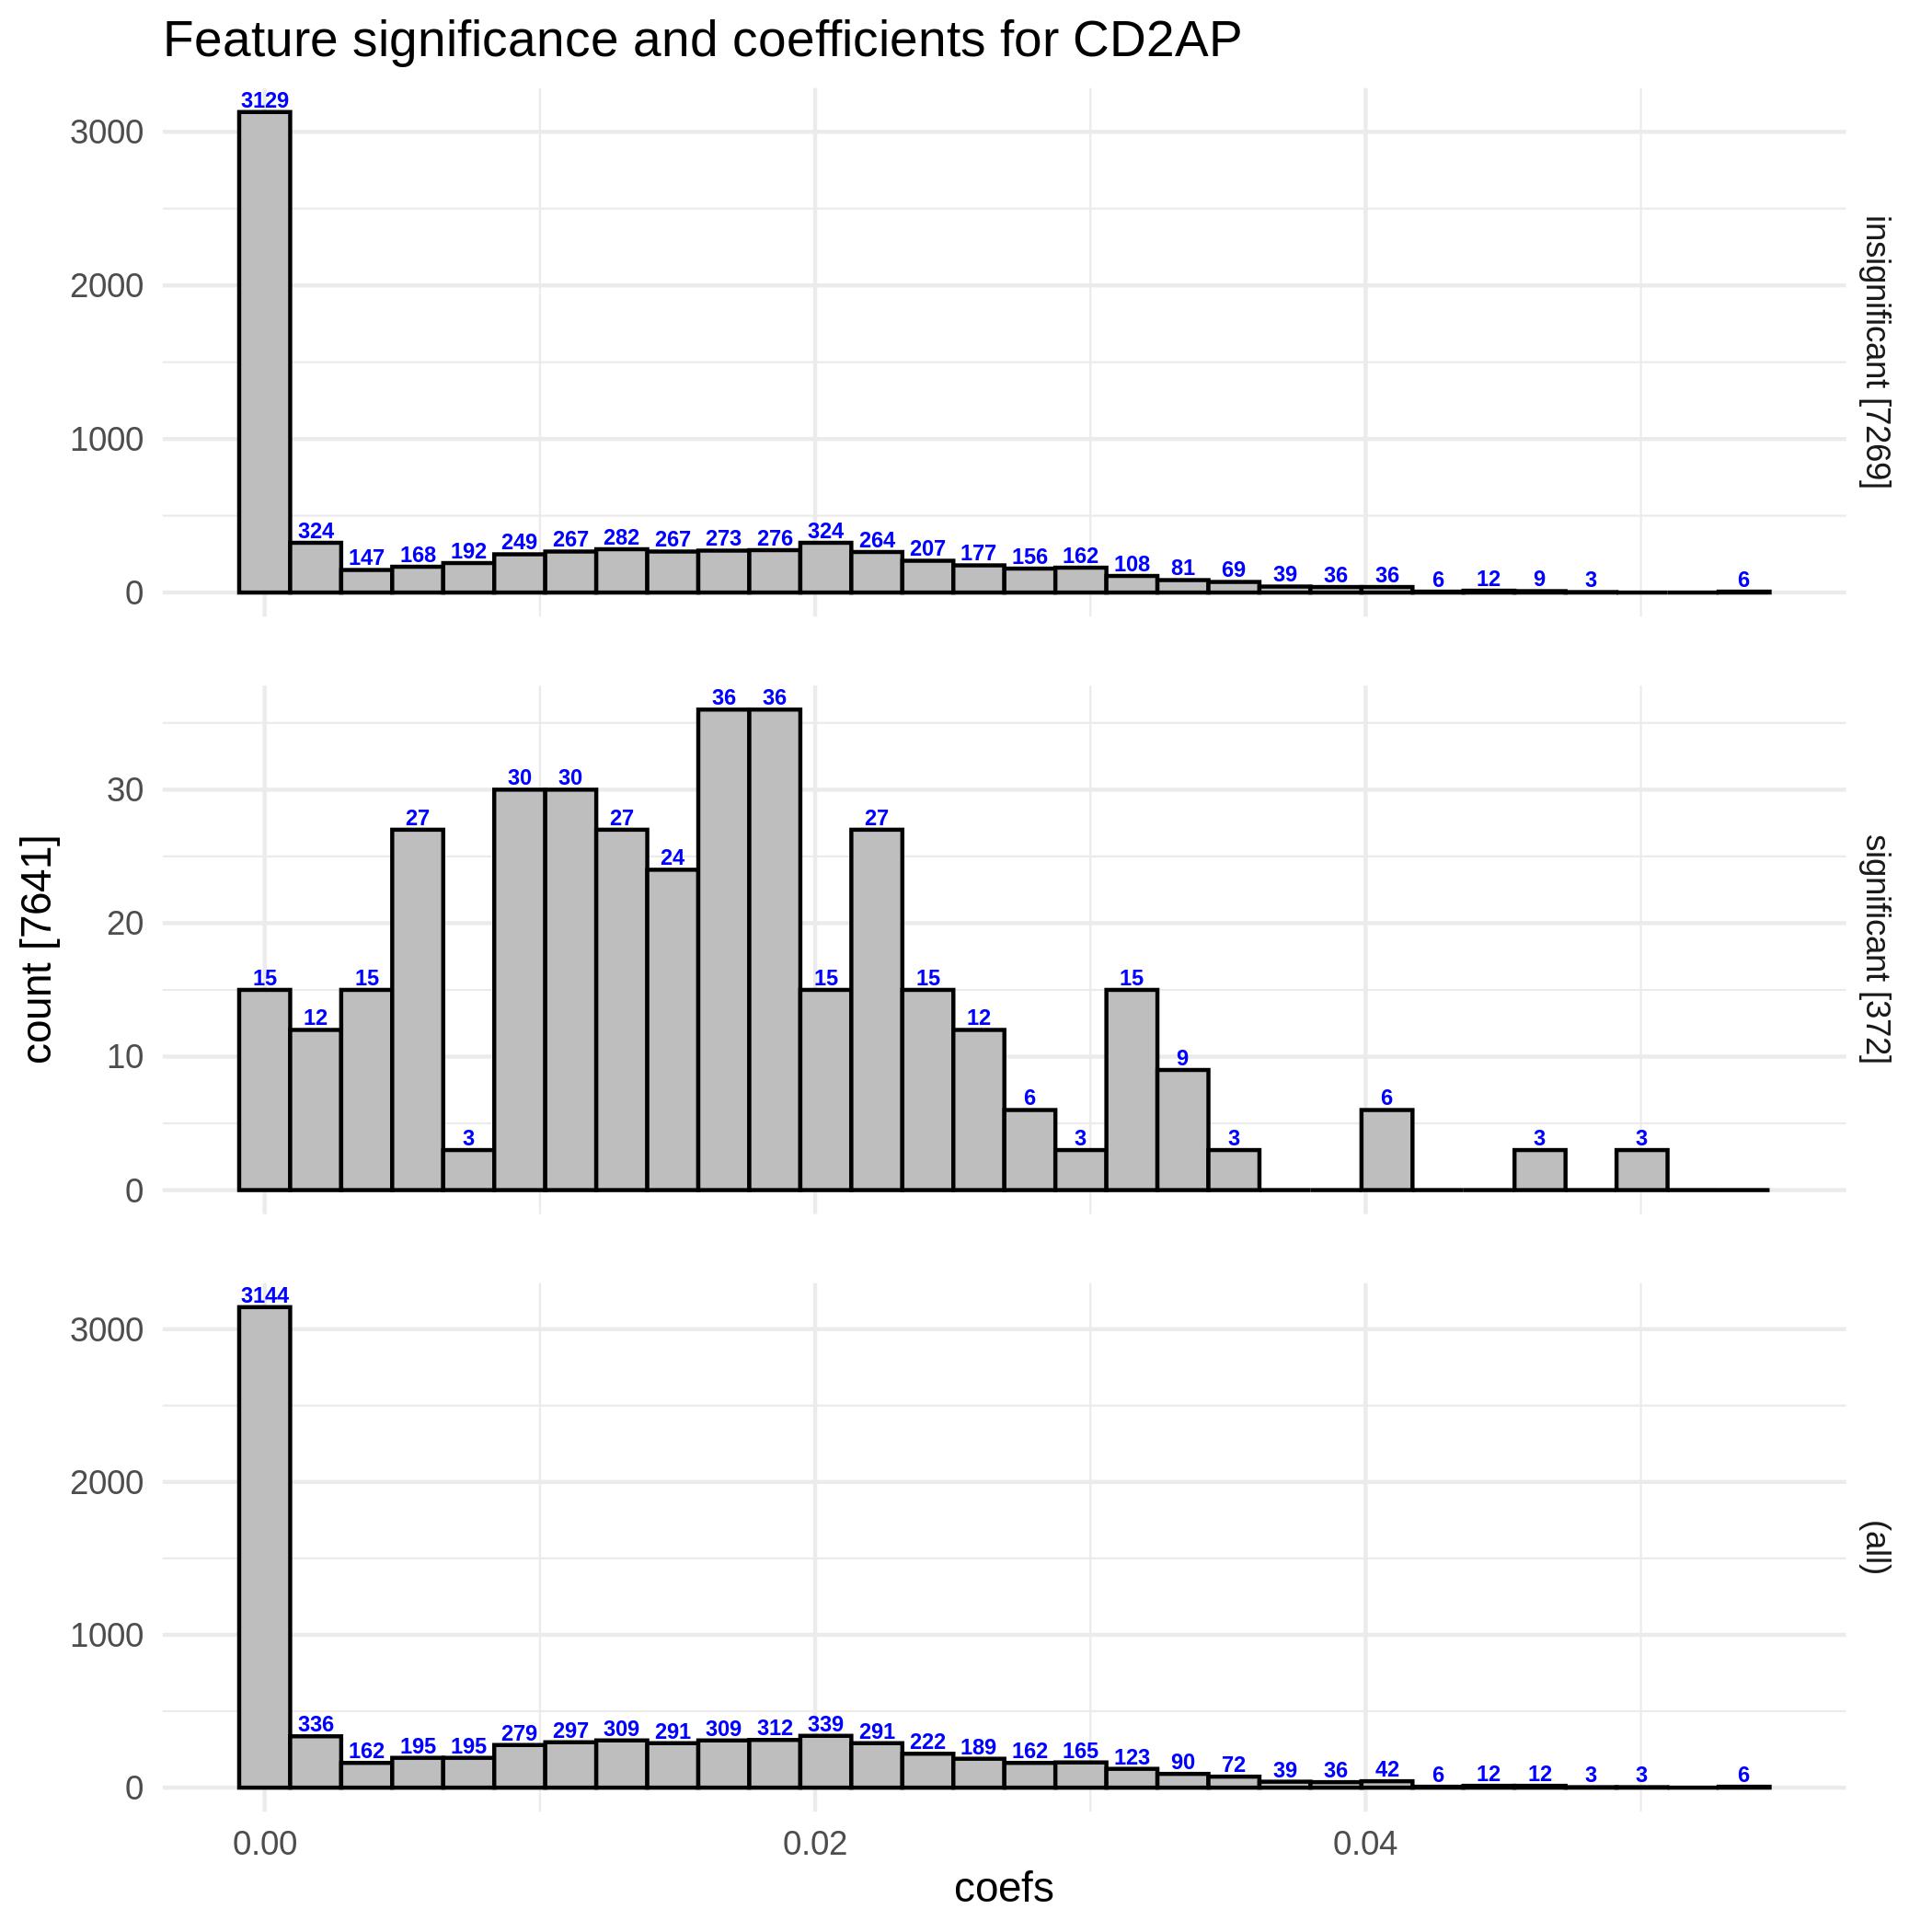 Feature significance and coefficients for CD2AP
3129
3000
2000
1000
324 147 168 192 249 267 282 267 273 276 324 264 207 177 156 162 108 81 69 39 36 36 6 12 9 3 6
0
insignificant [7269]
36 36
30 30 30
27 27 27
24
20
15 15 15 15 15
12 12
10
9
6 6
3 3 3 3 3
0
significant [372]
count [7641]
3144
3000
2000
1000
336 162 195 195 279 297 309 291 309 312 339 291 222 189 162 165 123 90 72 39 36 42 6 12 12 3 3 6
0
(all)
0.00 0.02 0.04
coefs